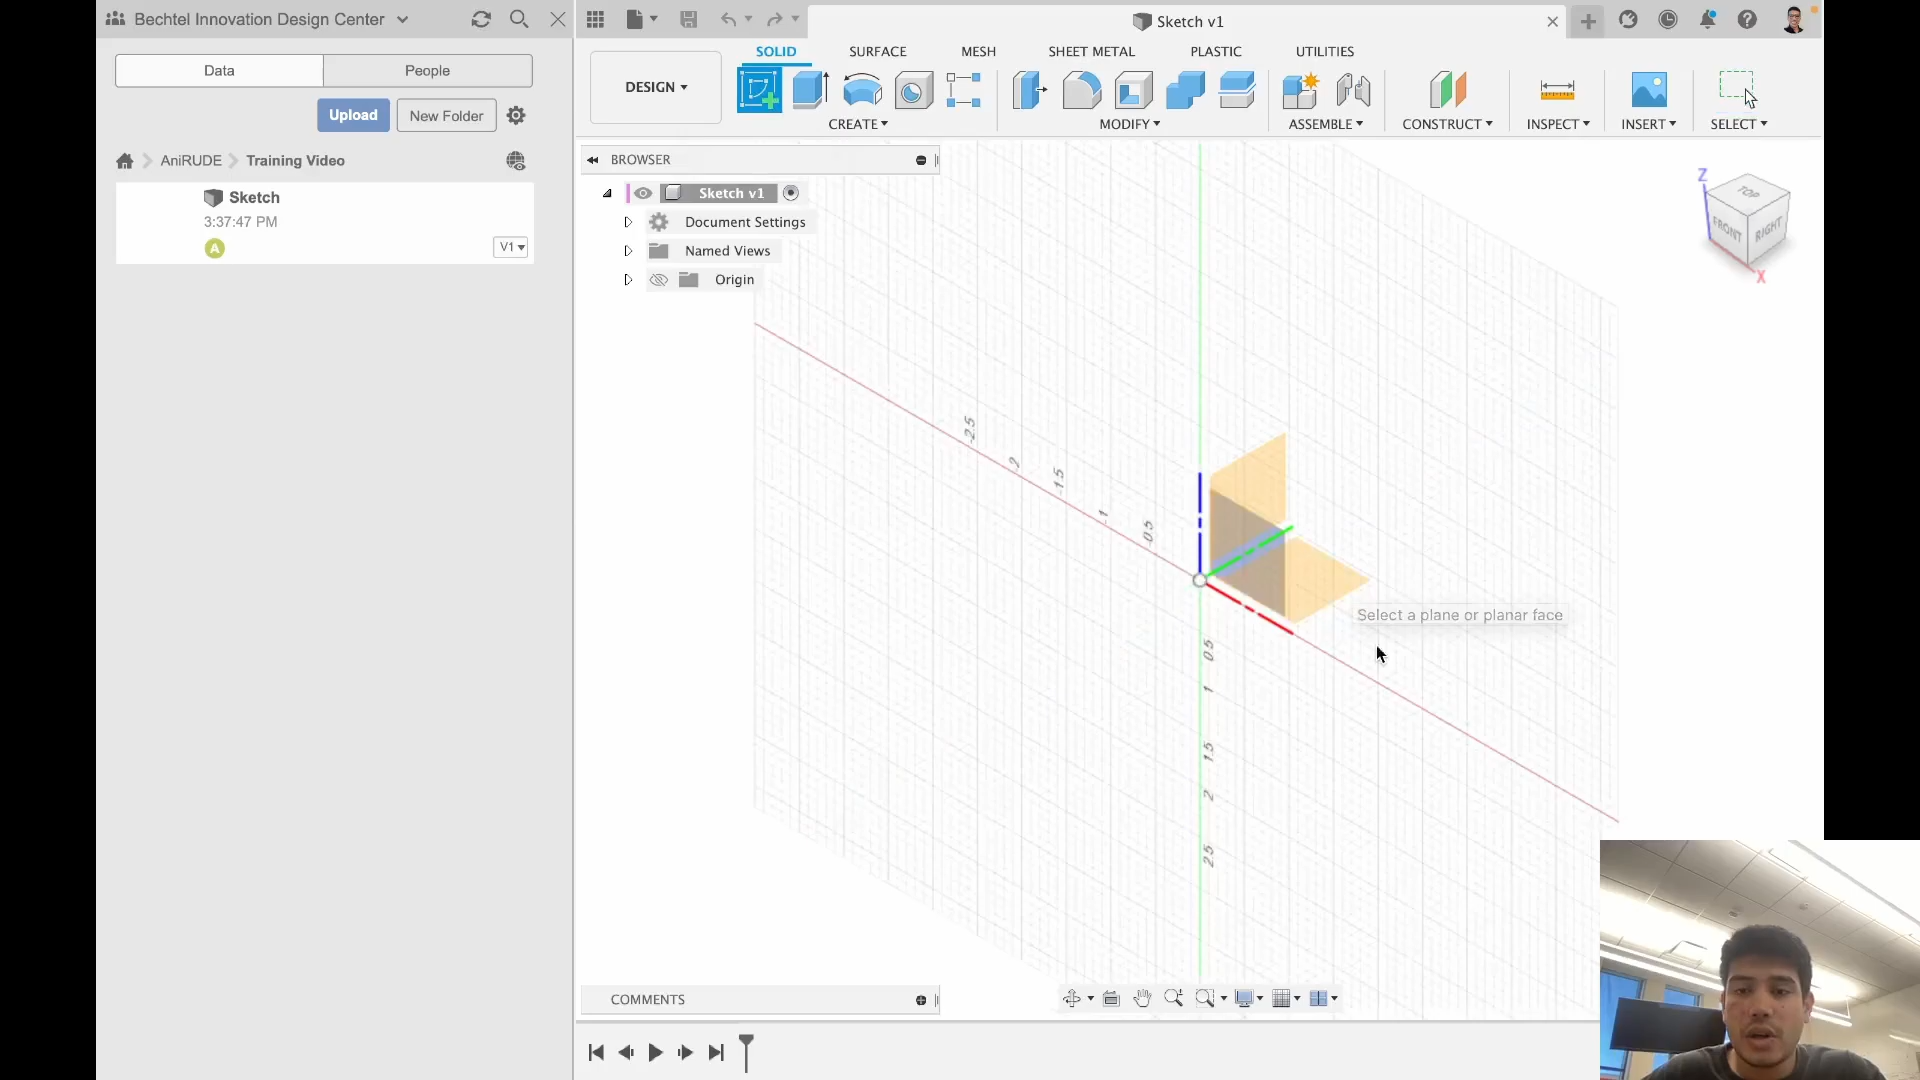 Bechtel Innovation Design Center
Sketch v1
Data
People
Upload
New Folder
AniRUDE
Training Video
Sketch
3:37:47 PM
A
V1
DESIGN
SOLID
SURFACE
MESH
SHEET METAL
PLASTIC
UTILITIES
CREATE
MODIFY
ASSEMBLE
CONSTRUCT
INSPECT
INSERT
SELECT
BROWSER
Sketch v1
Document Settings
Named Views
Origin
Z
TOP
FRONT
RIGHT
X
-2.5
-2
-1.5
-1
-0.5
Select a plane or planar face
0.5
1
1.5
2
2.5
COMMENTS